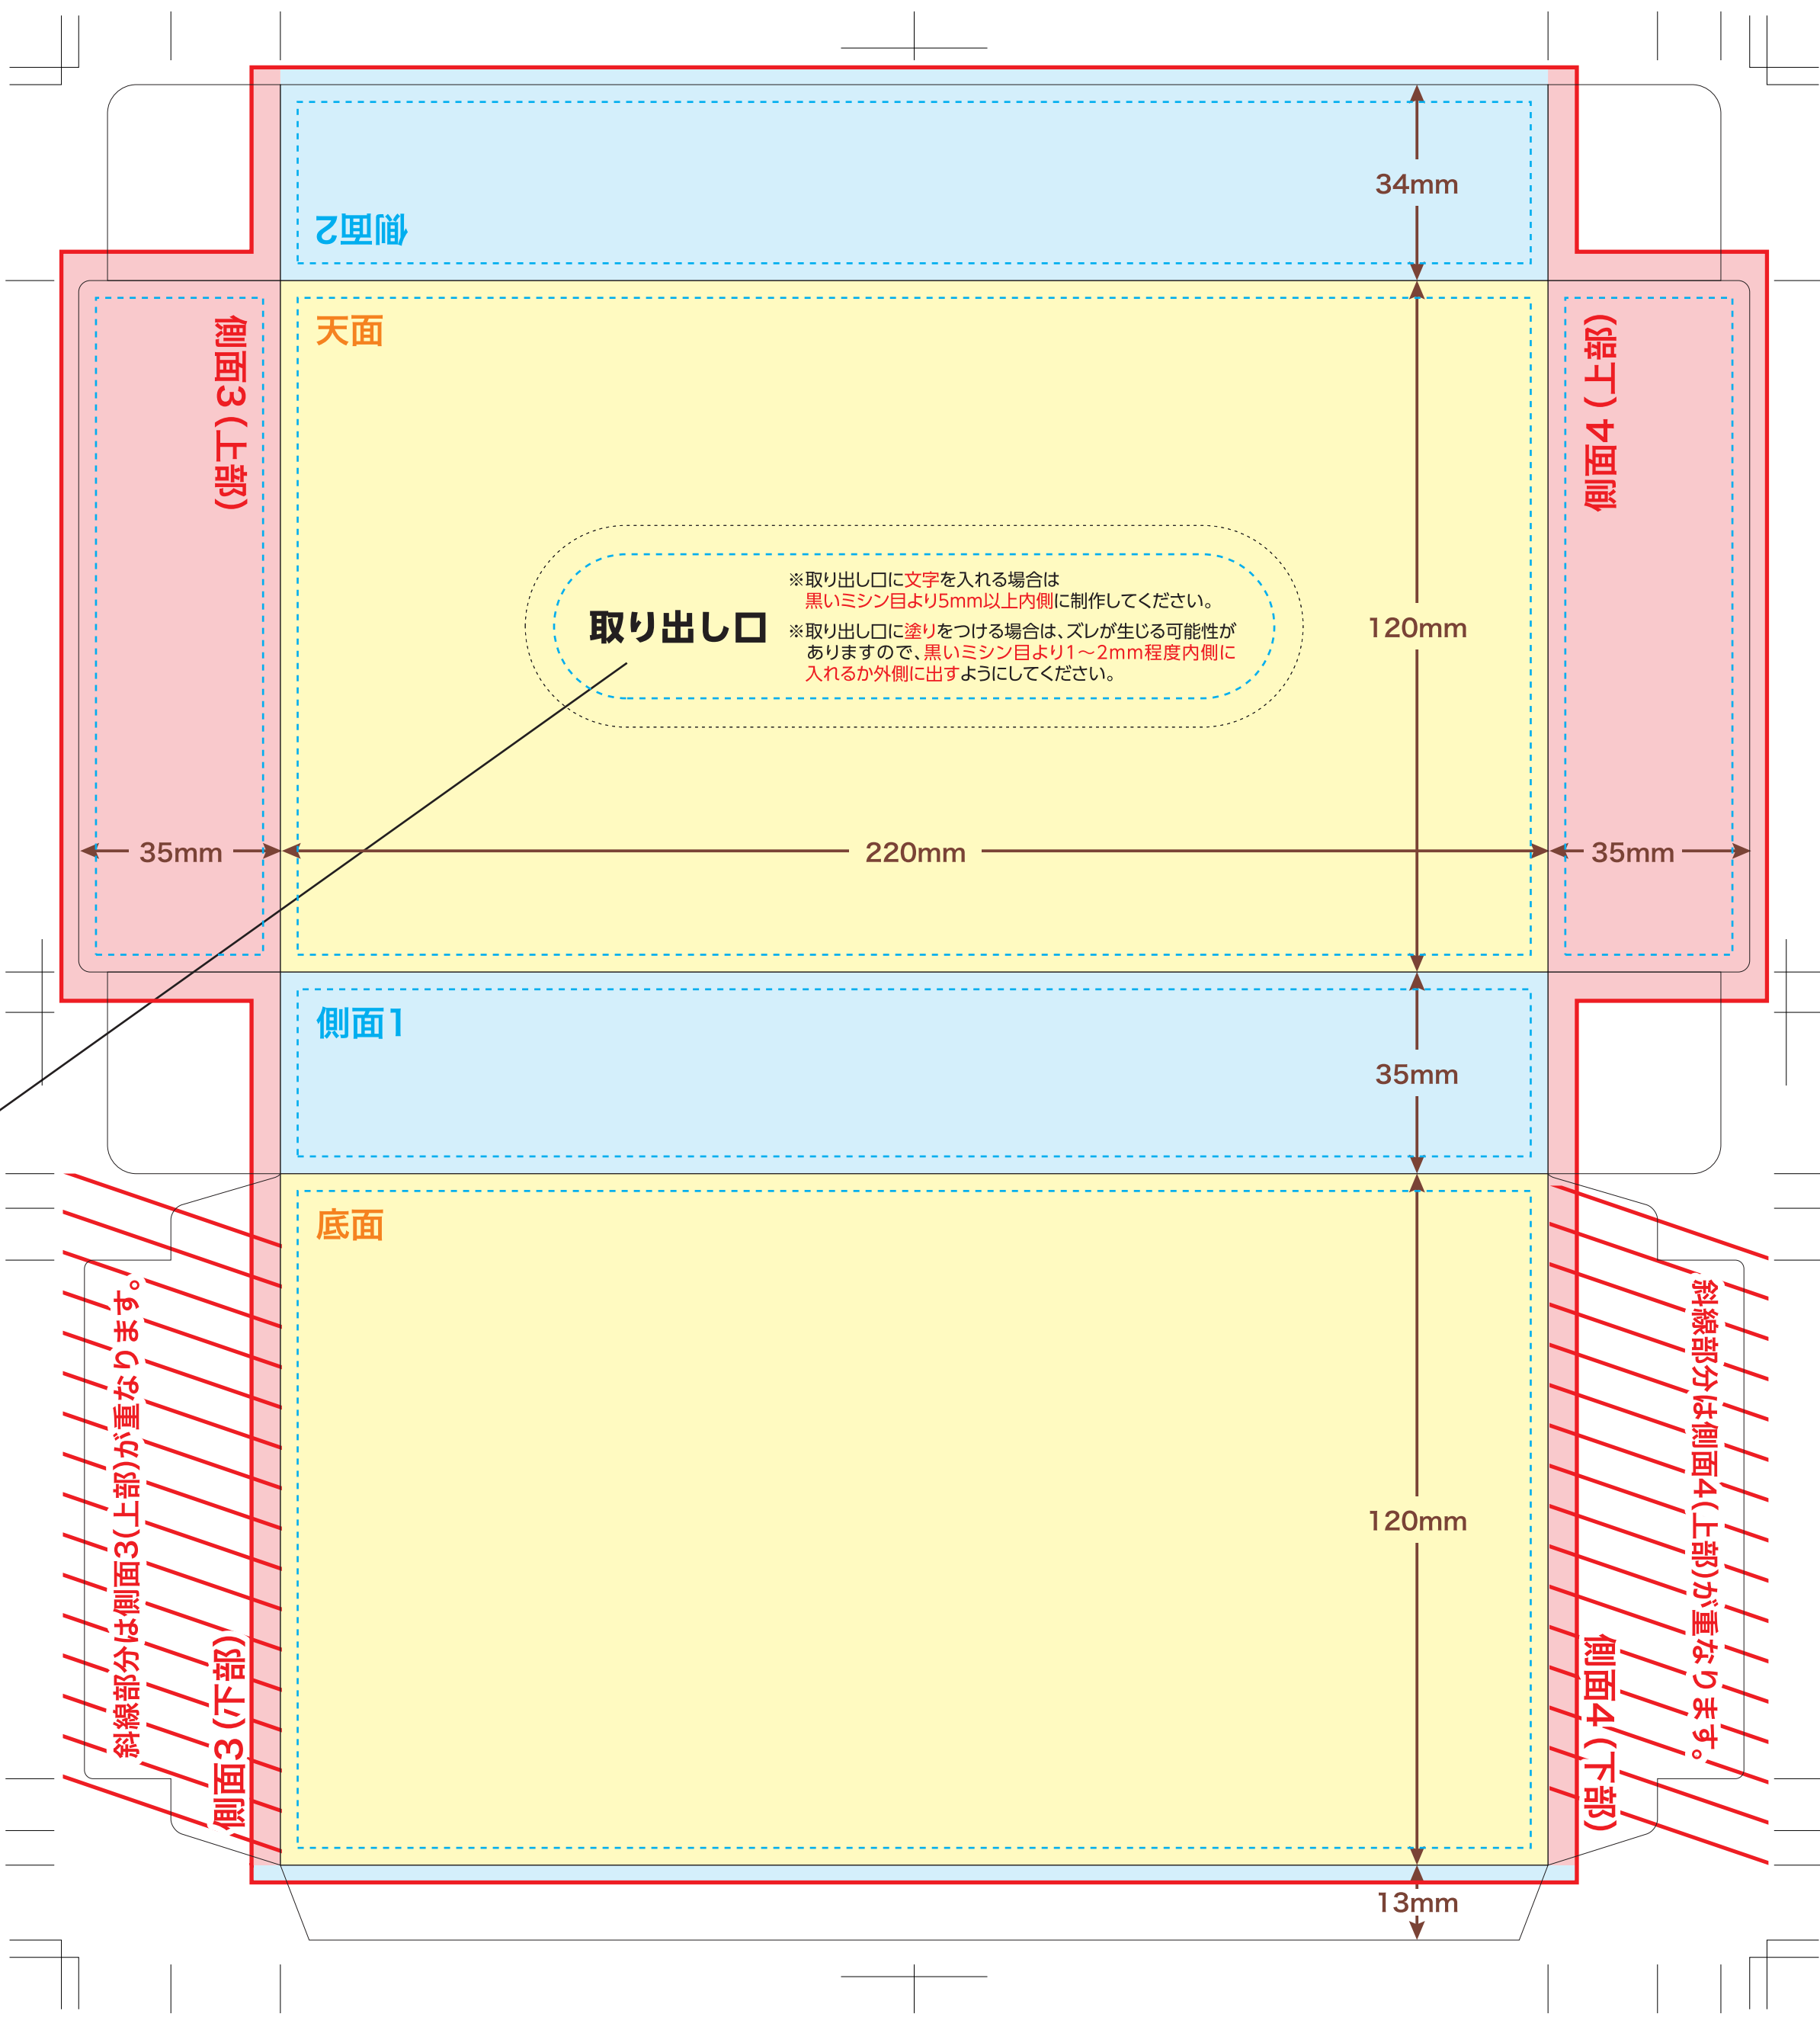 34mm
側面2
天面
側面3(上部)
側面4(上部)
取り出し口
※取り出し口に文字を入れる場合は
黒いミシン目より5mm以上内側に制作してください。
※取り出し口に塗りをつける場合は、ズレが生じる可能性が
ありますので、黒いミシン目より1〜2mm程度内側に
入れるか外側に出すようにしてください。
120mm
35mm
220mm
35mm
側面1
35mm
底面
斜線部分は側面3(上部)が重なります。
斜線部分は側面4(上部)が重なります。
120mm
側面3(下部)
側面4(下部)
13mm